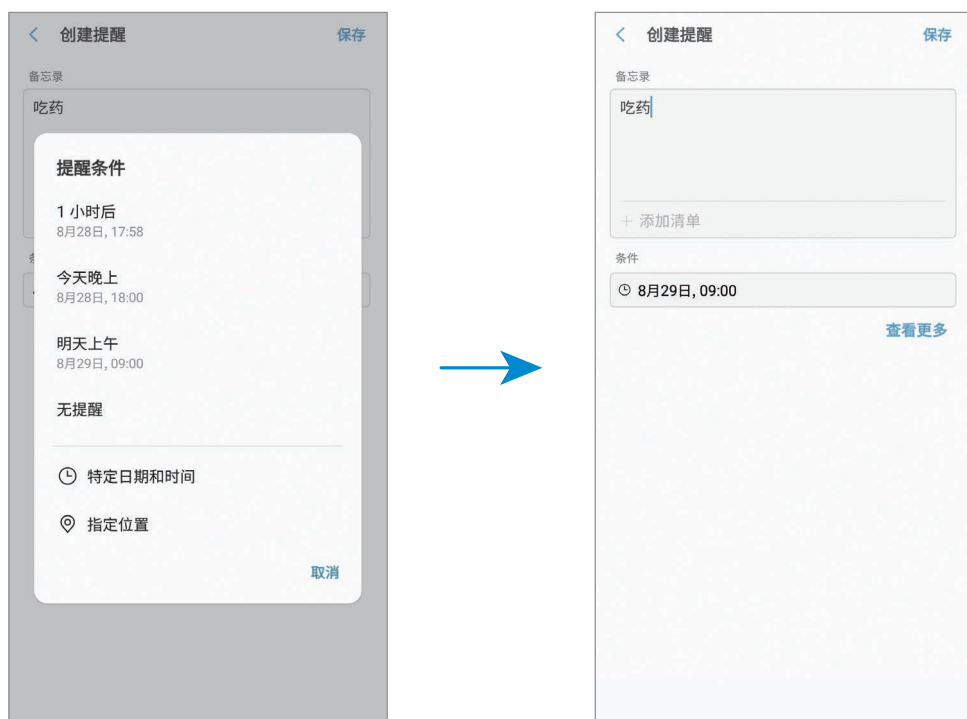 创建提醒
保存
备忘录
吃药
提醒条件
1 小时后
8月28日, 17:58
今天晚上
8月28日, 18:00
明天上午
8月29日, 09:00
无提醒
特定日期和时间
指定位置
取消
创建提醒
保存
备忘录
吃药
添加清单
条件
8月29日, 09:00
查看更多